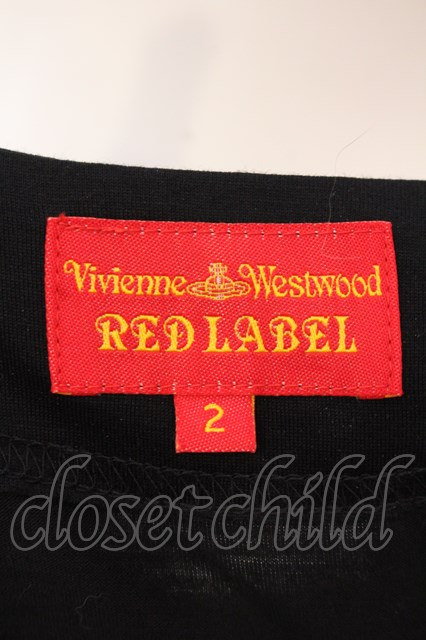 Vivienne Westwood
RED LABEL
2
closet child